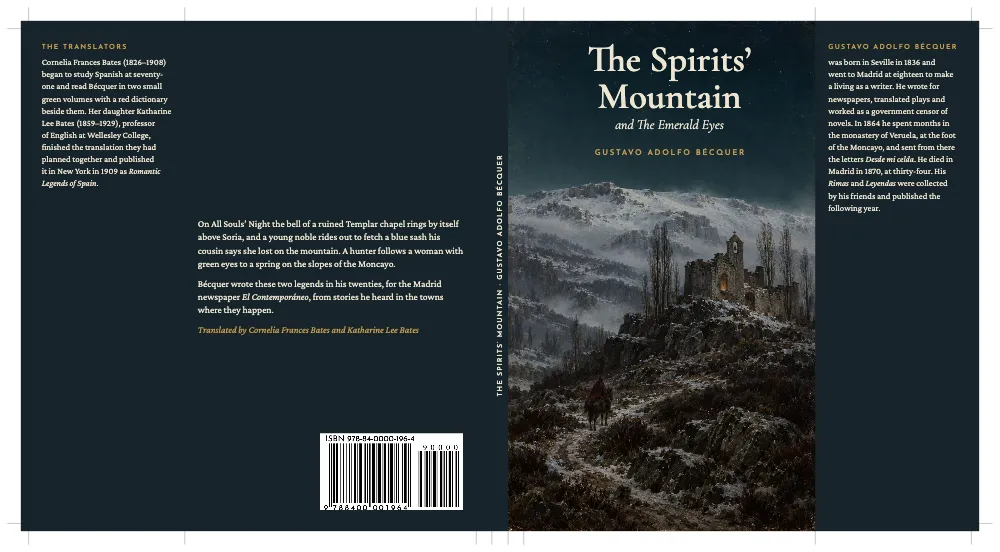 THE TRANSLATORS
Cornelia Frances Bates (1826–1908)
began to study Spanish at seventy-
one and read Bécquer in two small
green volumes with a red dictionary
beside them. Her daughter Katharine
Lee Bates (1859–1929), professor
of English at Wellesley College,
finished the translation they had
planned together and published
it in New York in 1909 as Romantic
Legends of Spain.
On All Souls’ Night the bell of a ruined Templar chapel rings by itself
above Soria, and a young noble rides out to fetch a blue sash his
cousin says she lost on the mountain. A hunter follows a woman with
green eyes to a spring on the slopes of the Moncayo.
Bécquer wrote these two legends in his twenties, for the Madrid
newspaper El Contemporáneo, from stories he heard in the towns
where they happen.
Translated by Cornelia Frances Bates and Katharine Lee Bates
ISBN 978-84-0000-196-4
90000
9 788400 001964
THE SPIRITS’ MOUNTAIN · GUSTAVO ADOLFO BÉCQUER
The Spirits’
Mountain
and The Emerald Eyes
GUSTAVO ADOLFO BÉCQUER
GUSTAVO ADOLFO BÉCQUER
was born in Seville in 1836 and
went to Madrid at eighteen to make
a living as a writer. He wrote for
newspapers, translated plays and
worked as a government censor of
novels. In 1864 he spent months in
the monastery of Veruela, at the foot
of the Moncayo, and sent from there
the letters Desde mi celda. He died in
Madrid in 1870, at thirty-four. His
Rimas and Leyendas were collected
by his friends and published the
following year.